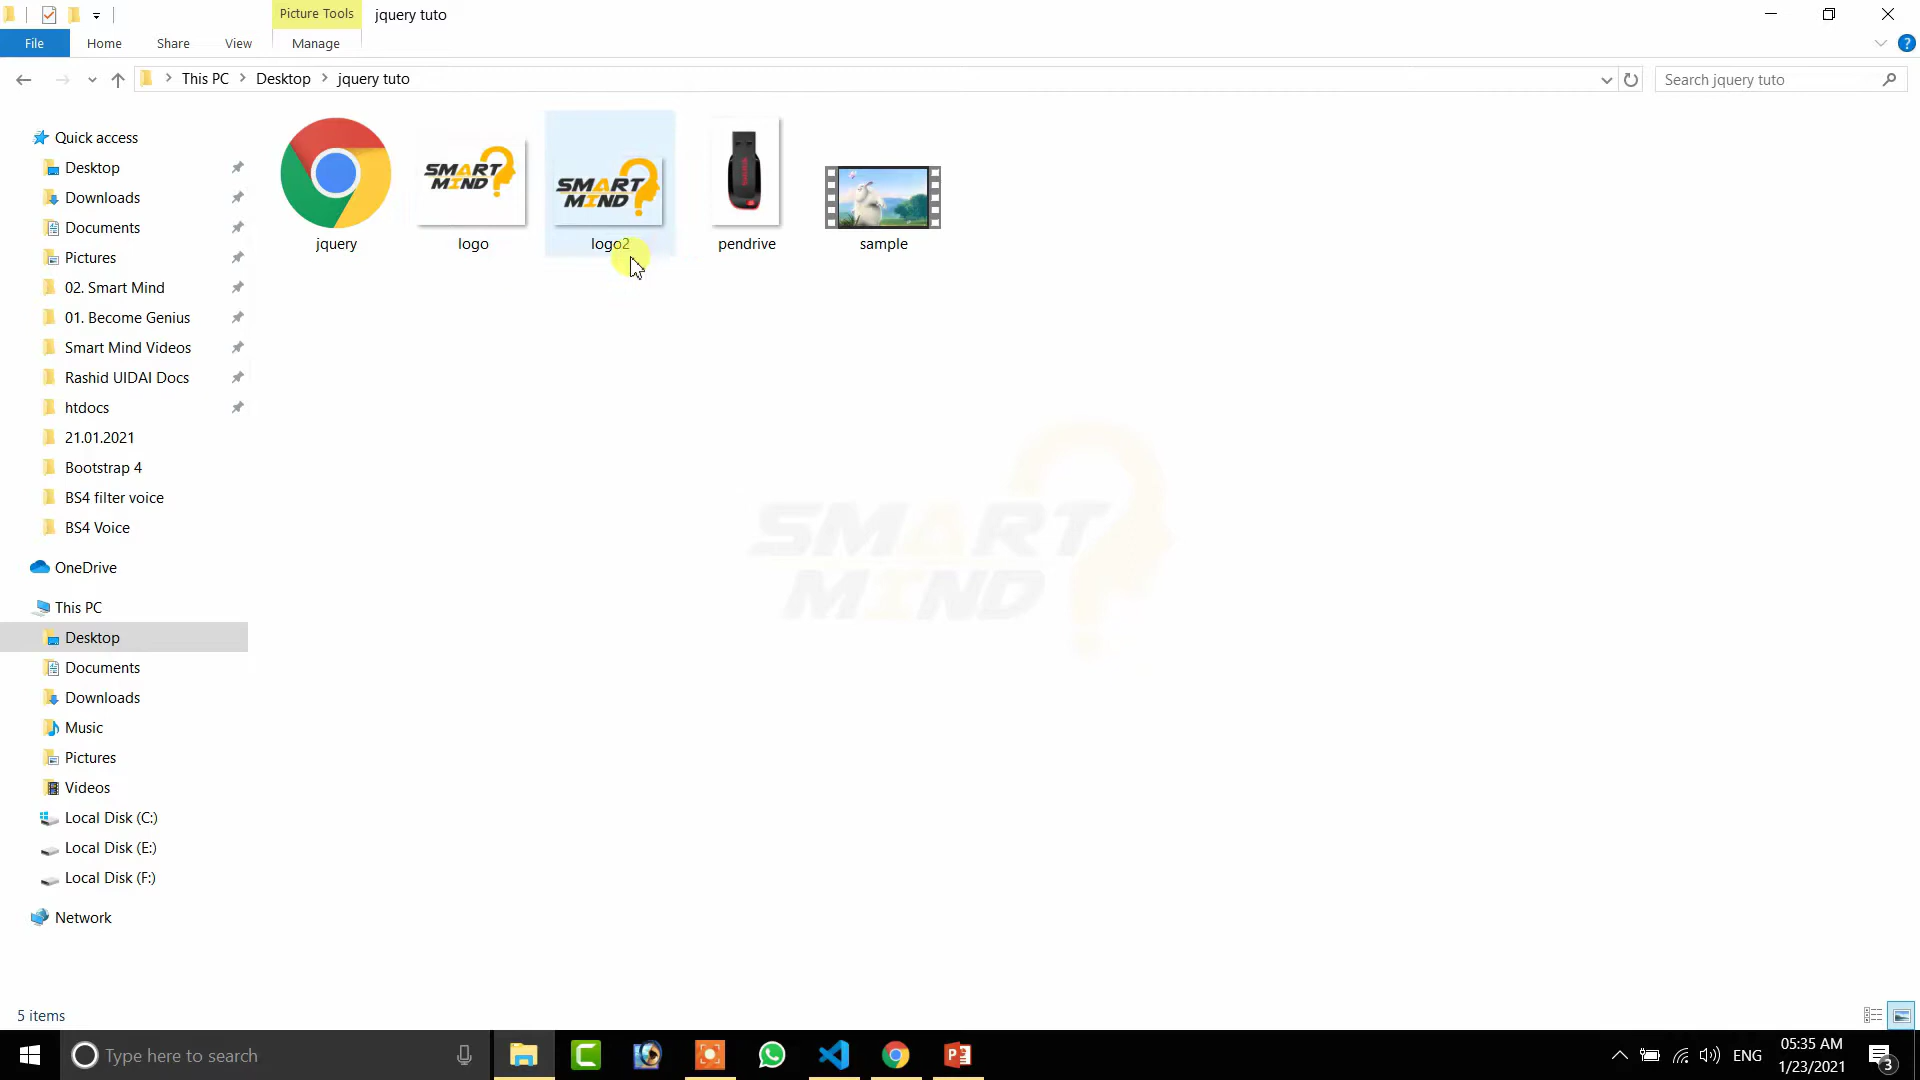 Picture Tools
jquery tuto
File
Home
Share
View
Manage
This PC
Desktop
jquery tuto
Search jquery tuto
Quick access
Desktop
Downloads
Documents
Pictures
02. Smart Mind
01. Become Genius
Smart Mind Videos
Rashid UIDAI Docs
htdocs
21.01.2021
Bootstrap 4
BS4 filter voice
BS4 Voice
OneDrive
This PC
Desktop
Documents
Downloads
Music
Pictures
Videos
Local Disk (C:)
Local Disk (E:)
Local Disk (F:)
Network
SMART
MIND
SMART
MIND
jquery
logo
logo2
pendrive
sample
SMART
MIND
5 items
Type here to search
ENG
05:35 AM
1/23/2021
3